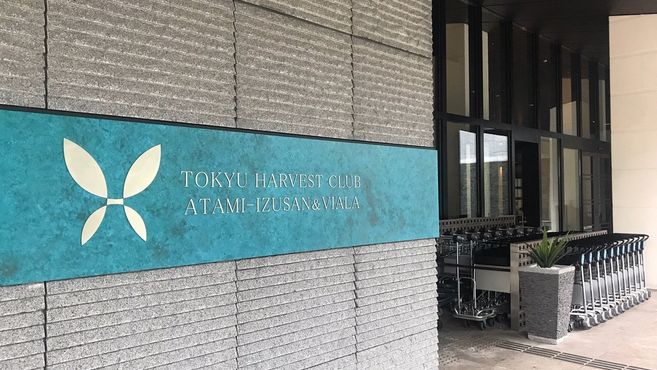 TOKYU HARVEST CLUB
ATAMI-IZUSAN&VIALA